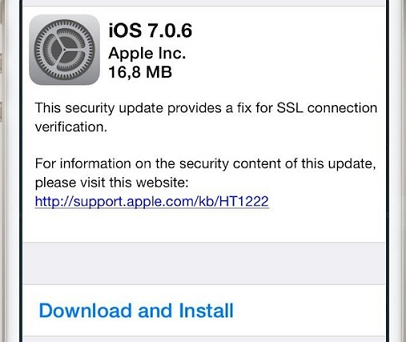 iOS 7.0.6
Apple Inc.
16,8 MB
This security update provides a fix for SSL connection
verification.
For information on the security content of this update,
please visit this website:
http://support.apple.com/kb/HT1222
Download and Install